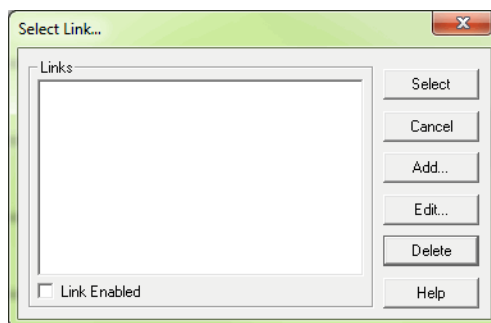 Select Link...
Links
Select
Cancel
Add...
Edit...
Delete
Link Enabled
Help